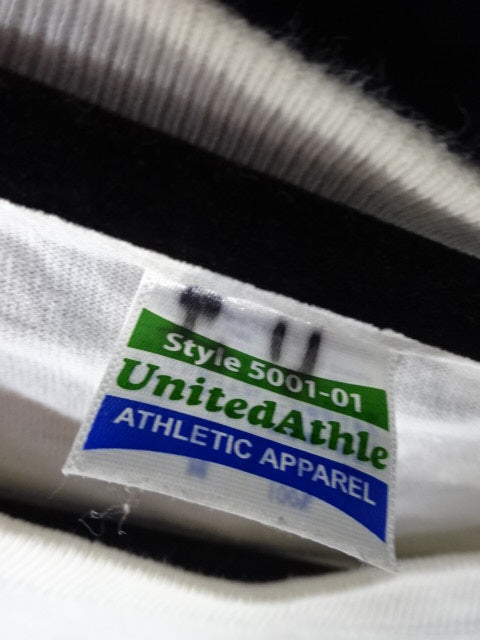 Style 5001-01
UnitedAthle
ATHLETIC APPAREL